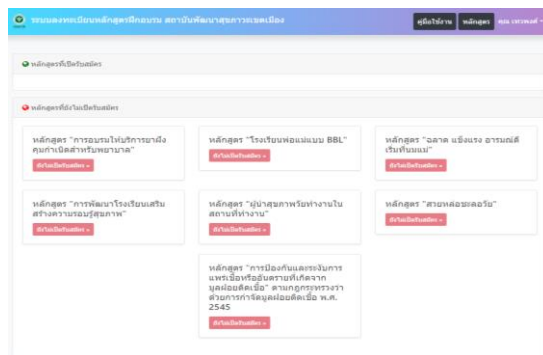 ระบบลงทะเบียนหลักสูตรฝึกอบรม สถาบันพัฒนาสุขภาวะเขตเมือง
คู่มือใช้งาน หลักสูตร คุณ เทวพงศ์
หลักสูตรที่เปิดรับสมัคร
หลักสูตรที่ยังไม่เปิดรับสมัคร
หลักสูตร "การอบรมให้บริการยาฝัง
คุมกำเนิดสำหรับพยาบาล"
ยังไม่เปิดรับสมัคร »
หลักสูตร "โรงเรียนพ่อแม่แบบ BBL"
ยังไม่เปิดรับสมัคร »
หลักสูตร "ฉลาด แข็งแรง อารมณ์ดี
เริ่มที่นมแม่"
ยังไม่เปิดรับสมัคร »
หลักสูตร "การพัฒนาโรงเรียนเสริม
สร้างความรอบรู้สุขภาพ"
ยังไม่เปิดรับสมัคร »
หลักสูตร "ผู้นำสุขภาพวัยทำงานใน
สถานที่ทำงาน"
ยังไม่เปิดรับสมัคร »
หลักสูตร "สวยหล่อชะลอวัย"
ยังไม่เปิดรับสมัคร »
หลักสูตร "การป้องกันและระงับการ
แพร่เชื้อหรืออันตรายที่เกิดจาก
มูลฝอยติดเชื้อ" ตามกฎกระทรวงว่า
ด้วยการกำจัดมูลฝอยติดเชื้อ พ.ศ.
2545
ยังไม่เปิดรับสมัคร »